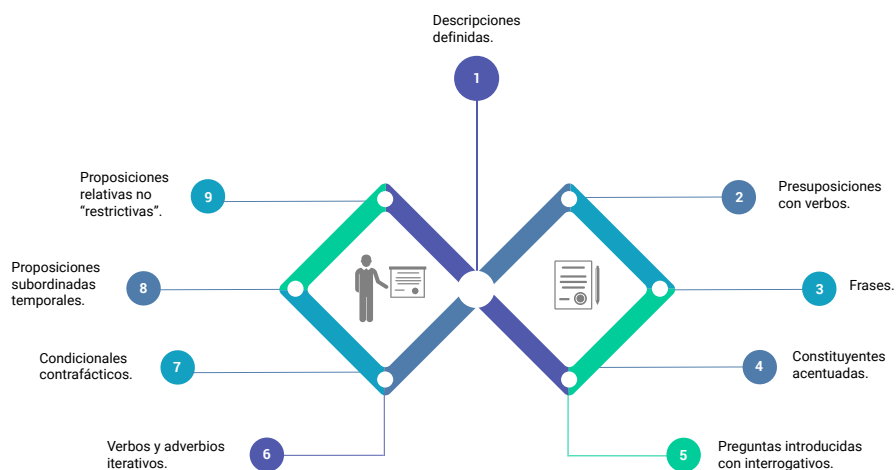 Descripciones
definidas.
1
2
Presuposiciones
con verbos.
3
Frases.
4
Constituyentes
acentuadas.
5
Preguntas introducidas
con interrogativos.
6
Verbos y adverbios
iterativos.
7
Condicionales
contrafácticos.
8
Proposiciones
subordinadas
temporales.
9
Proposiciones
relativas no
“restrictivas”.